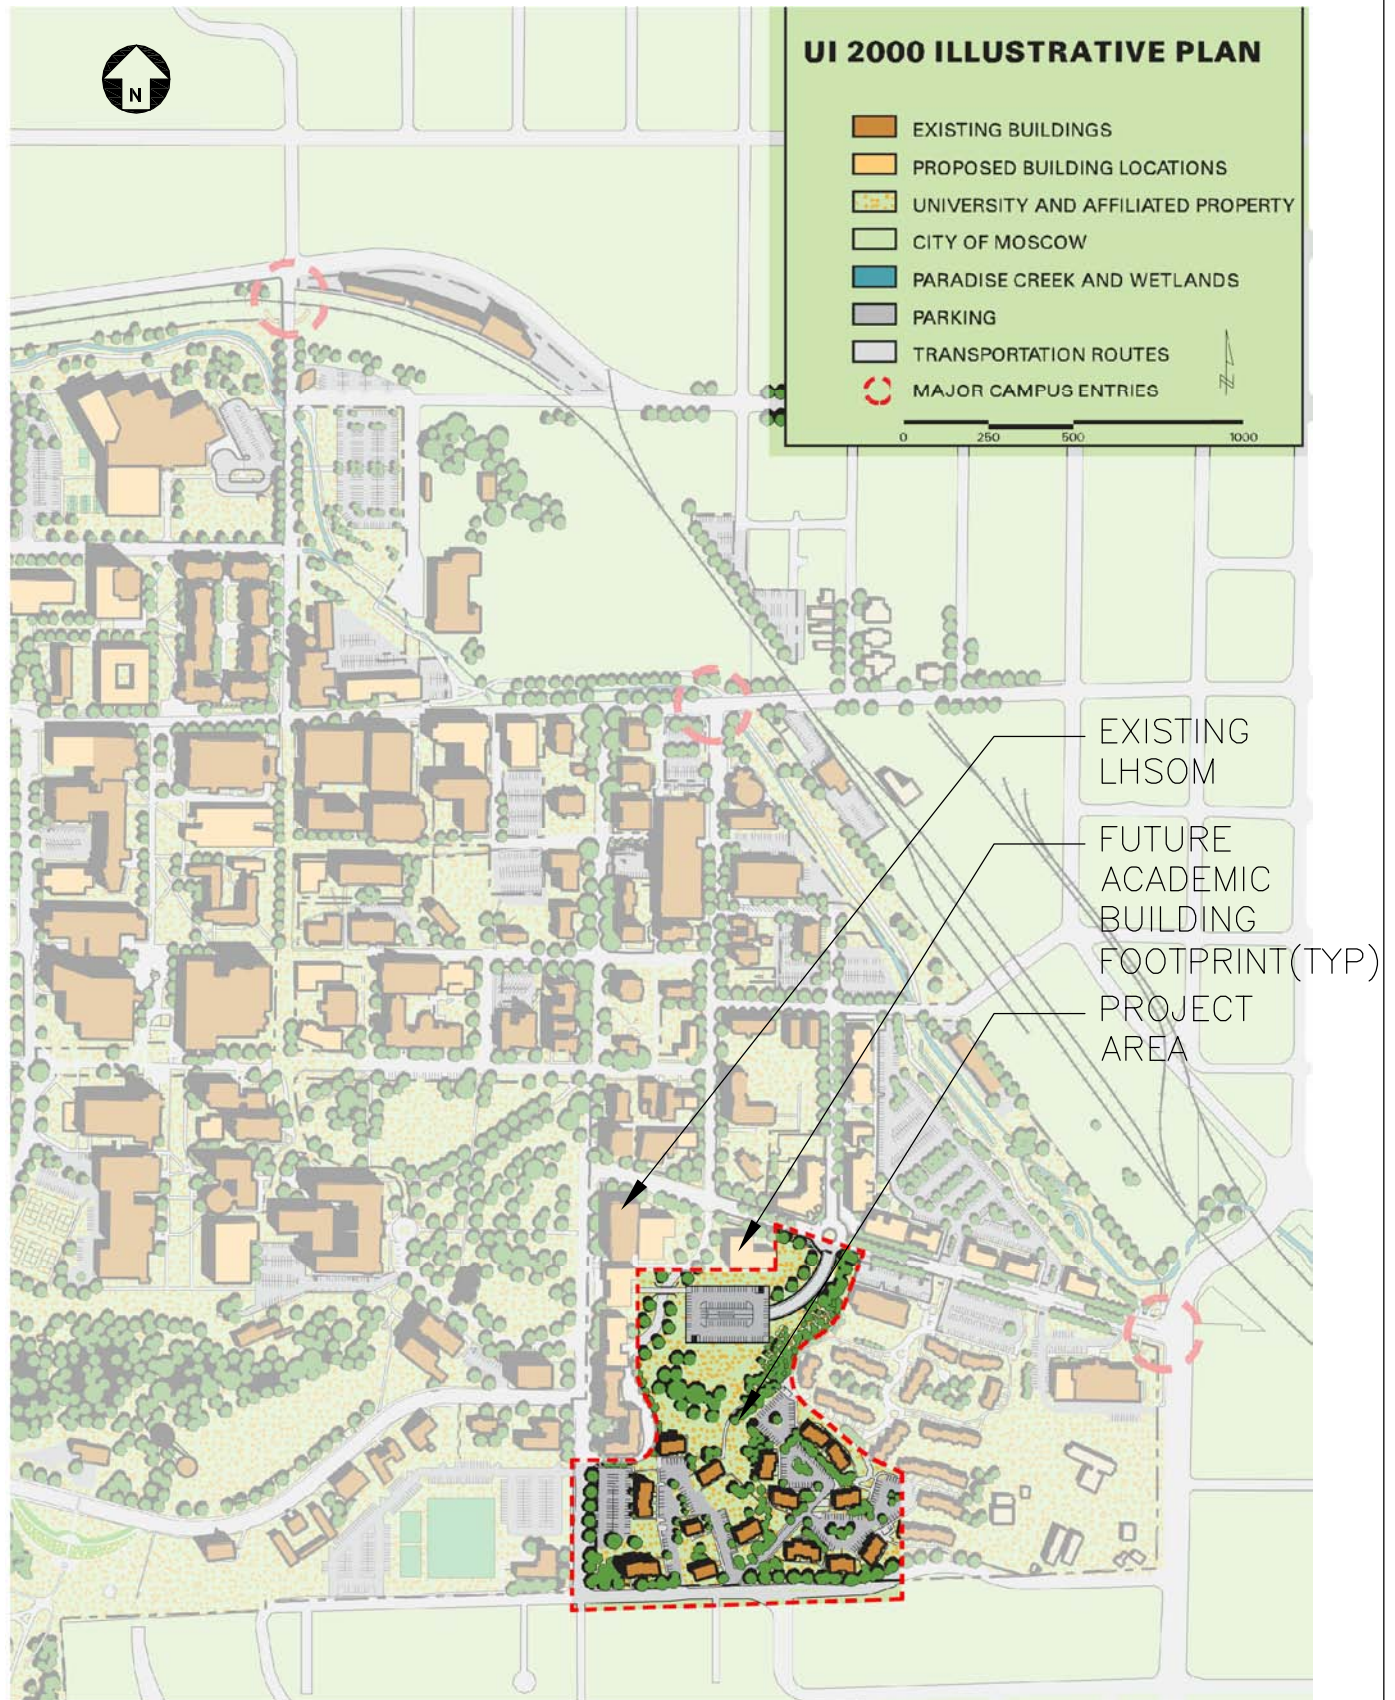 N
UI 2000 ILLUSTRATIVE PLAN
EXISTING BUILDINGS
PROPOSED BUILDING LOCATIONS
UNIVERSITY AND AFFILIATED PROPERTY
CITY OF MOSCOW
PARADISE CREEK AND WETLANDS
PARKING
TRANSPORTATION ROUTES
MAJOR CAMPUS ENTRIES
N
0 250 500 1000
EXISTING
LHSOM
FUTURE
ACADEMIC
BUILDING
FOOTPRINT(TYP)
PROJECT
AREA